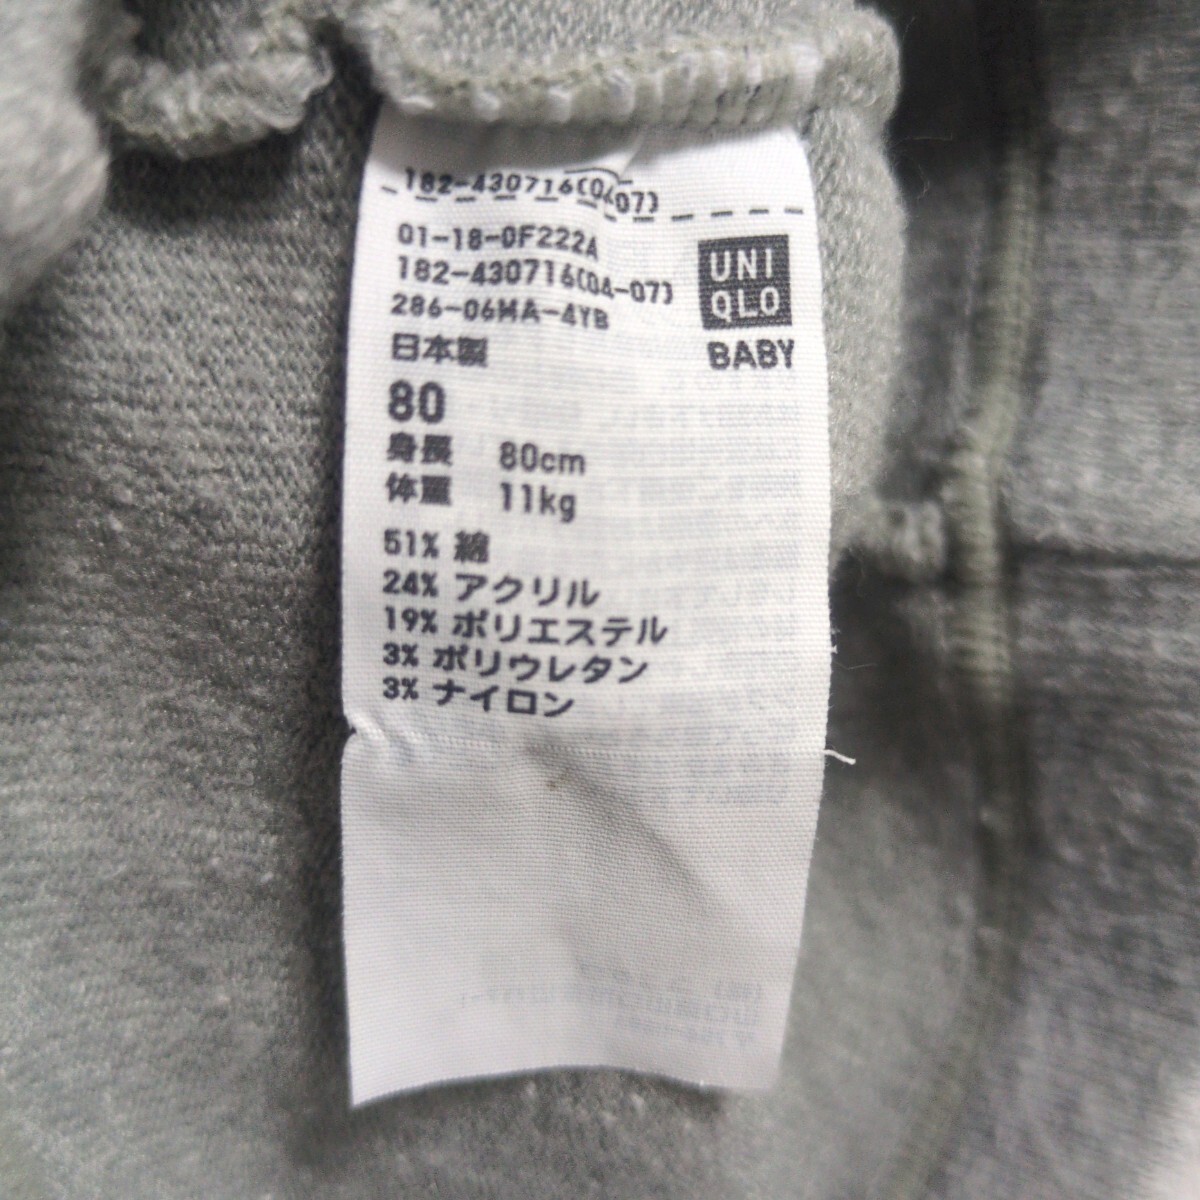 182-430716(04-07)
01-18-0F222A
182-430716(04-07)
286-06MA-4YB
日本製
UNI
QLO
BABY
80
身長 80cm
体重 11kg
51% 綿
24% アクリル
19% ポリエステル
3% ポリウレタン
3% ナイロン